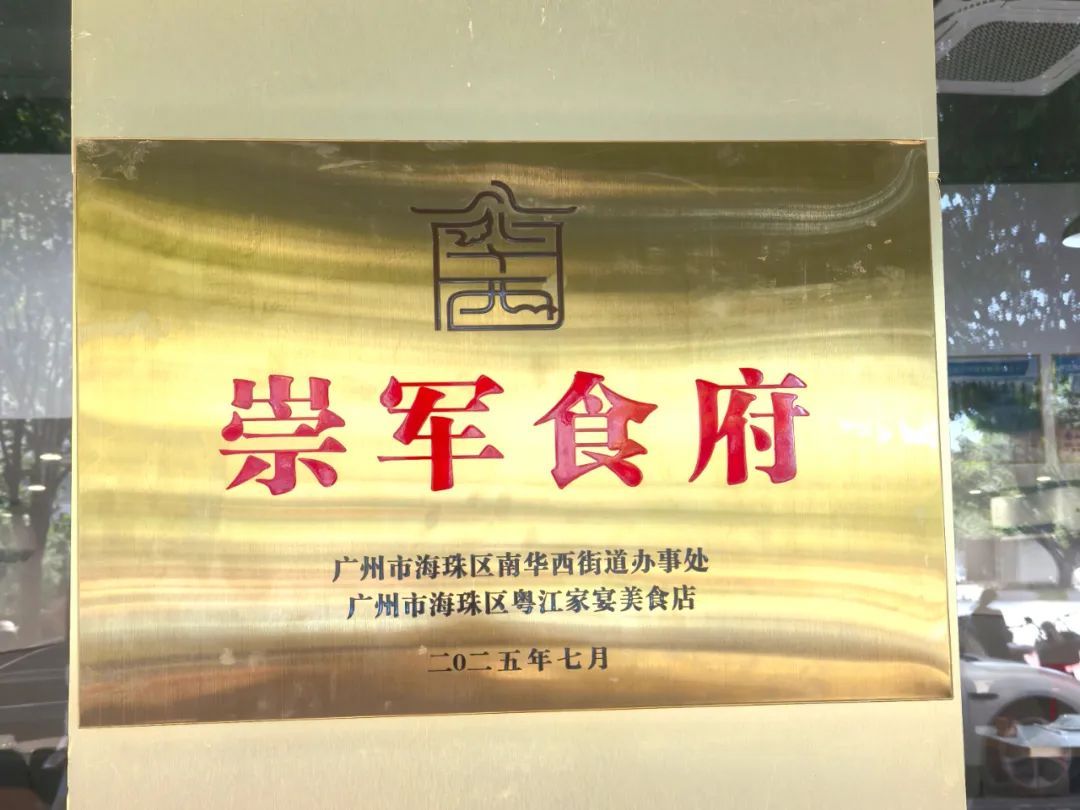 崇军食府
广州市海珠区南华西街道办事处
广州市海珠区粤江家宴美食店
二0二五年七月